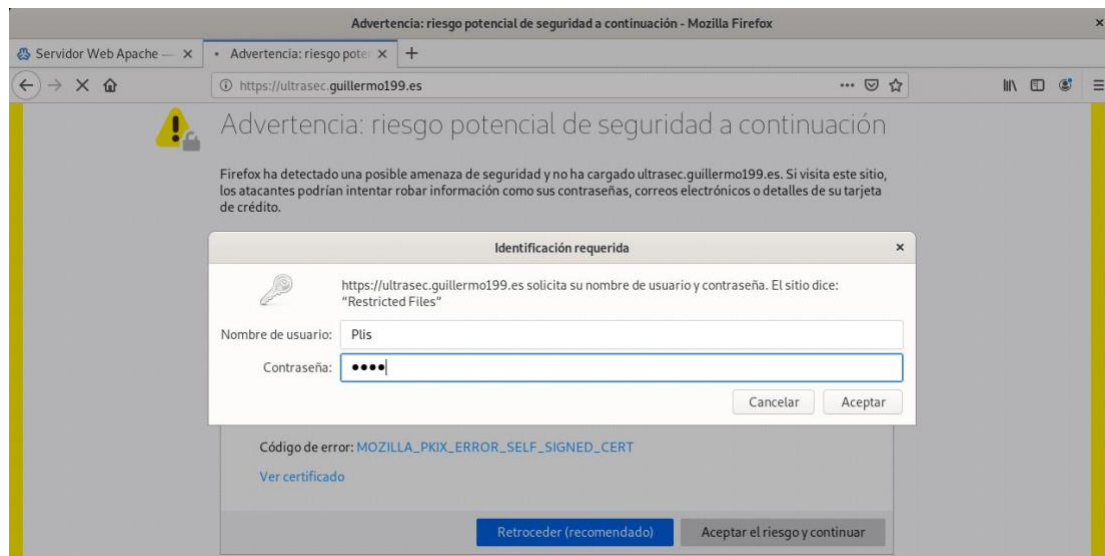 Advertencia: riesgo potencial de seguridad a continuación - Mozilla Firefox
Servidor Web Apache —
Advertencia: riesgo poter
https://ultrasec.guillermo199.es
Advertencia: riesgo potencial de seguridad a continuación
Firefox ha detectado una posible amenaza de seguridad y no ha cargado ultrasec.guillermo199.es. Si visita este sitio,
los atacantes podrían intentar robar información como sus contraseñas, correos electrónicos o detalles de su tarjeta
de crédito.
Identificación requerida
https://ultrasec.guillermo199.es solicita su nombre de usuario y contraseña. El sitio dice:
“Restricted Files”
Nombre de usuario: Plis
Contraseña: ●●●●
Cancelar Aceptar
Código de error: MOZILLA_PKIX_ERROR_SELF_SIGNED_CERT
Ver certificado
Retroceder (recomendado) Aceptar el riesgo y continuar